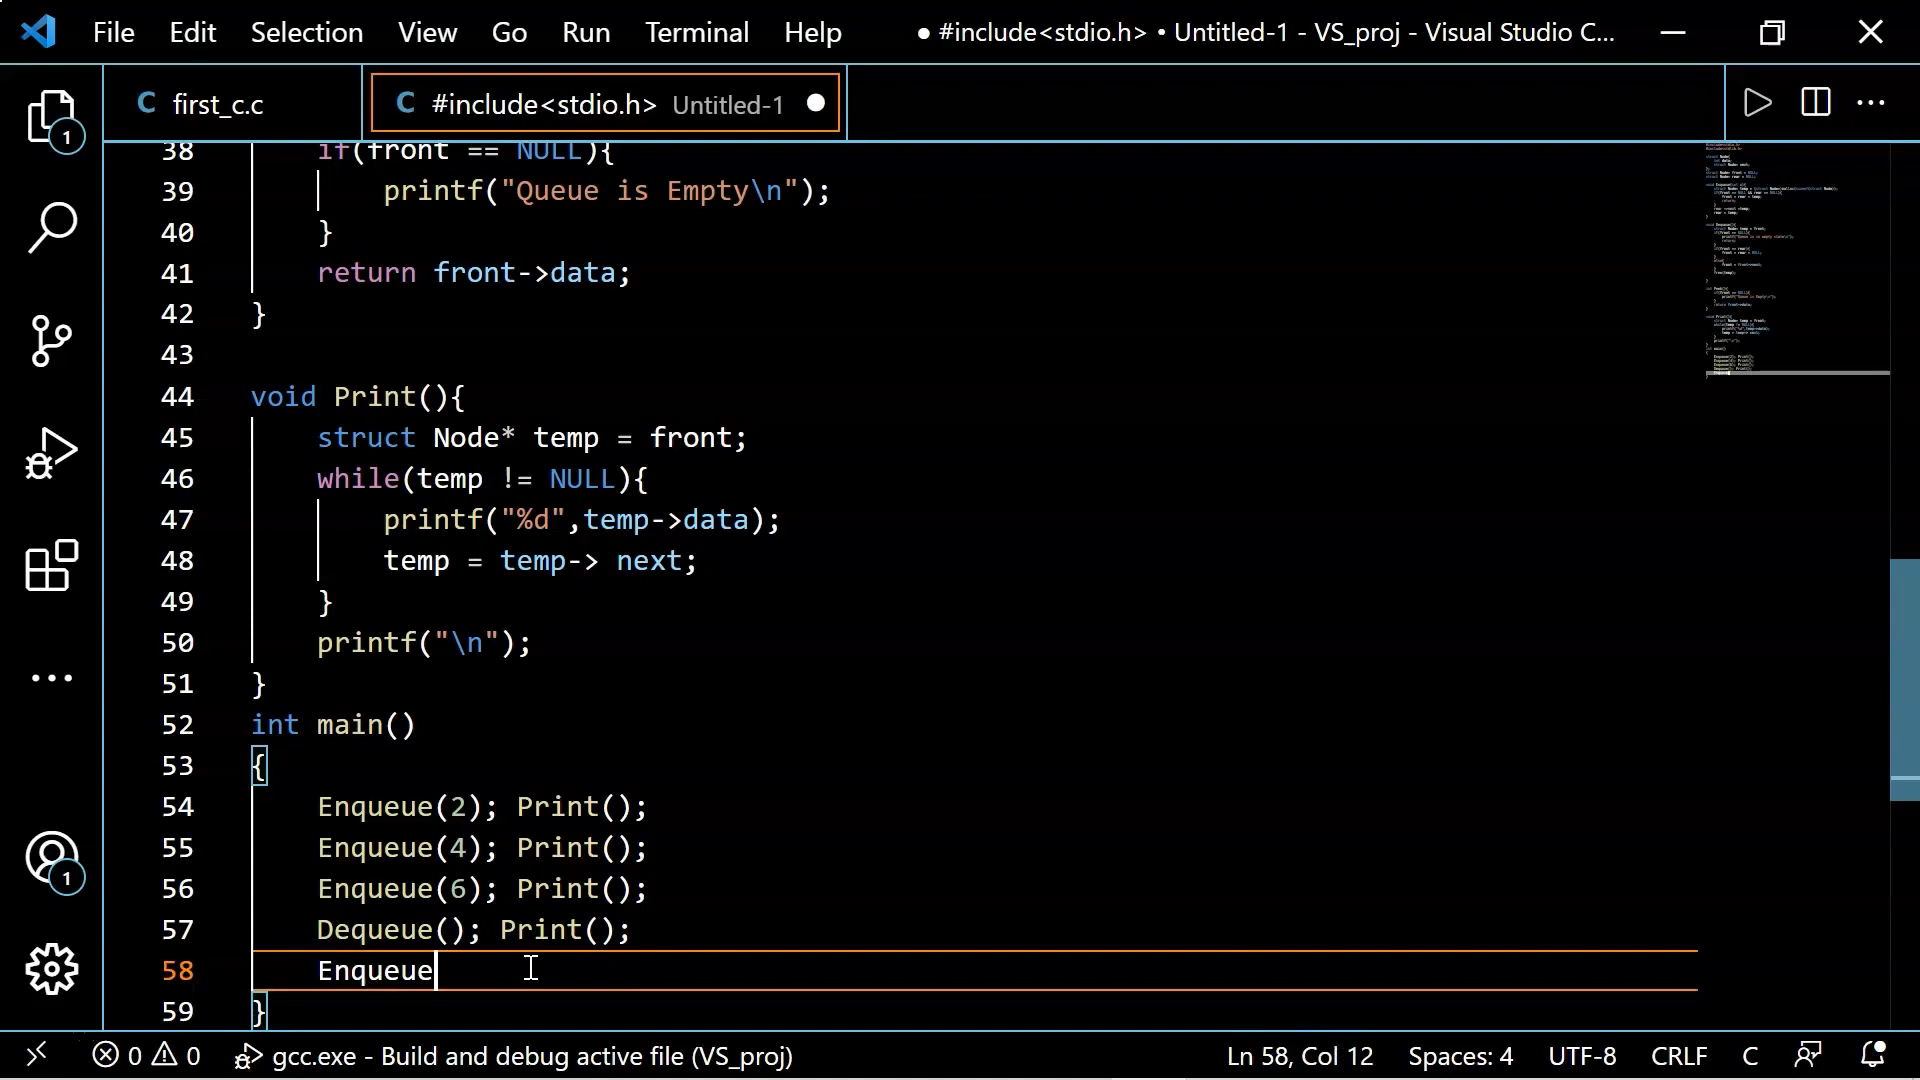 File Edit Selection View Go Run Terminal Help ● #include<stdio.h> • Untitled-1 - VS_proj - Visual Studio C...
C first_c.c C #include<stdio.h> Untitled-1
1
38 if(front == NULL){
39 printf("Queue is Empty\n");
40 }
41 return front->data;
42 }
43
44 void Print(){
45 struct Node* temp = front;
46 while(temp != NULL){
47 printf("%d",temp->data);
48 temp = temp-> next;
49 }
50 printf("\n");
51 }
52 int main()
53 {
54 Enqueue(2); Print();
55 Enqueue(4); Print();
56 Enqueue(6); Print();
57 Dequeue(); Print();
58 Enqueue
59 }
1
0 0 gcc.exe - Build and debug active file (VS_proj) Ln 58, Col 12 Spaces: 4 UTF-8 CRLF C